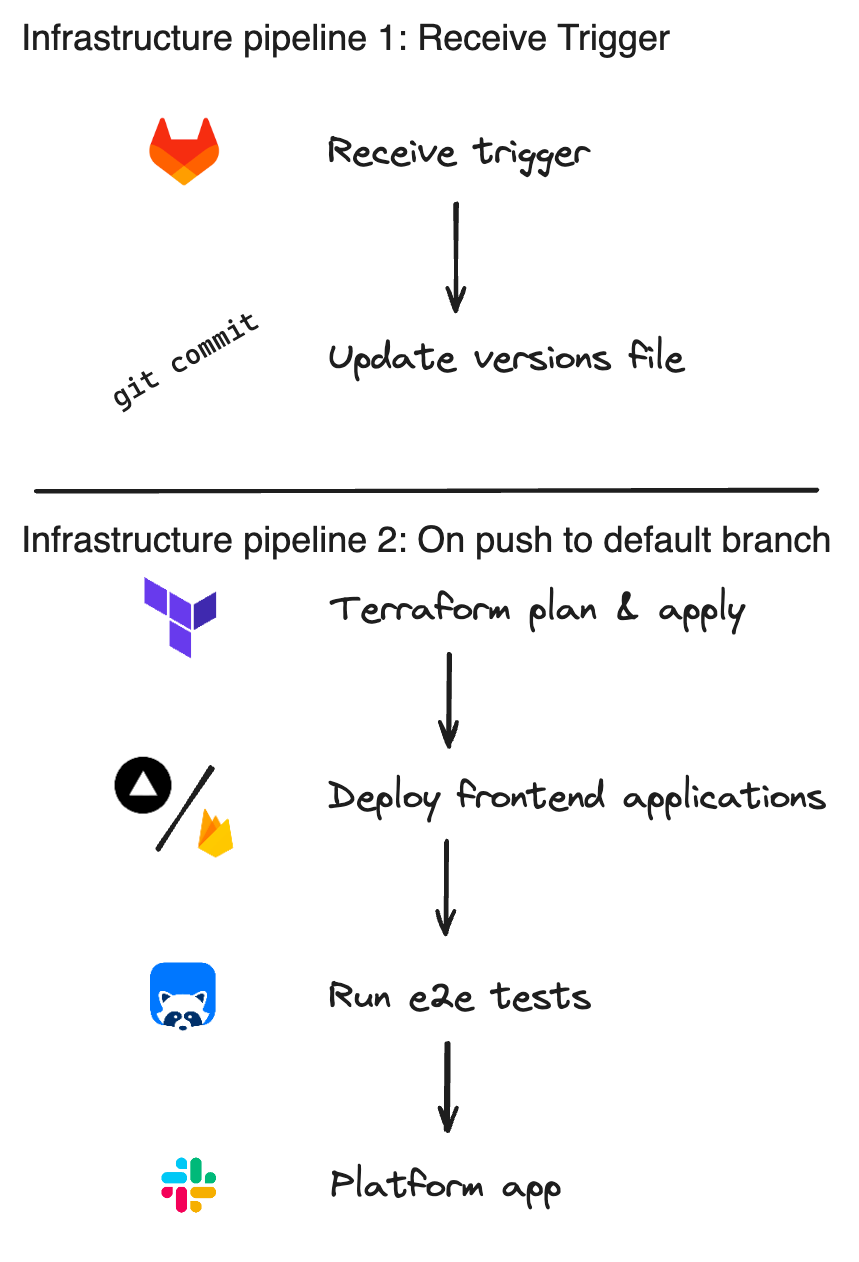 Infrastructure pipeline 1: Receive Trigger
Receive trigger
git commit
Update versions file
Infrastructure pipeline 2: On push to default branch
Terraform plan & apply
Deploy frontend applications
Run e2e tests
Platform app